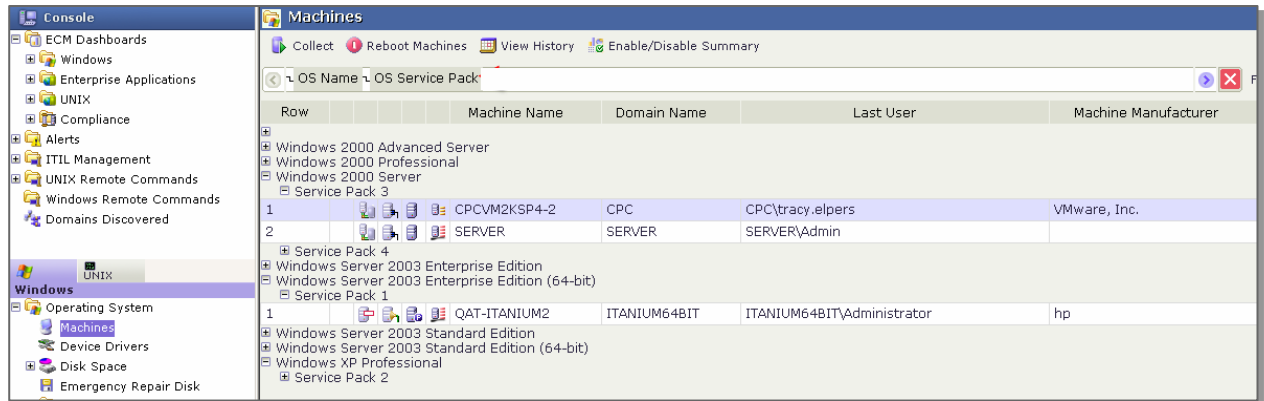 Console
ECM Dashboards
Windows
Enterprise Applications
UNIX
Compliance
Alerts
ITIL Management
UNIX Remote Commands
Windows Remote Commands
Domains Discovered
UNIX
Windows
Operating System
Machines
Device Drivers
Disk Space
Emergency Repair Disk
Machines
Collect Reboot Machines View History Enable/Disable Summary
OS Name OS Service Pack F
Row Machine Name Domain Name Last User Machine Manufacturer
Windows 2000 Advanced Server
Windows 2000 Professional
Windows 2000 Server
Service Pack 3
1 CPCVM2KSP4-2 CPC CPC\tracy.elpers VMware, Inc.
2 SERVER SERVER SERVER\Admin
Service Pack 4
Windows Server 2003 Enterprise Edition
Windows Server 2003 Enterprise Edition (64-bit)
Service Pack 1
1 QAT-ITANIUM2 ITANIUM64BIT ITANIUM64BIT\Administrator hp
Windows Server 2003 Standard Edition
Windows Server 2003 Standard Edition (64-bit)
Windows XP Professional
Service Pack 2